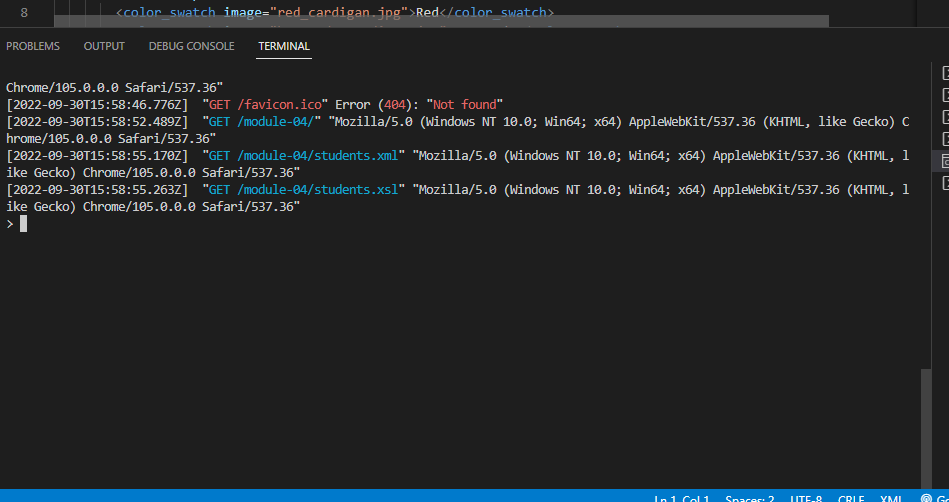 8 <color_swatch image="red_cardigan.jpg">Red</color_swatch>
PROBLEMS OUTPUT DEBUG CONSOLE TERMINAL
Chrome/105.0.0.0 Safari/537.36"
[2022-09-30T15:58:46.776Z]  "GET /favicon.ico" Error (404): "Not found"
[2022-09-30T15:58:52.489Z]  "GET /module-04/" "Mozilla/5.0 (Windows NT 10.0; Win64; x64) AppleWebKit/537.36 (KHTML, like Gecko) C
hrome/105.0.0.0 Safari/537.36"
[2022-09-30T15:58:55.170Z]  "GET /module-04/students.xml" "Mozilla/5.0 (Windows NT 10.0; Win64; x64) AppleWebKit/537.36 (KHTML, l
ike Gecko) Chrome/105.0.0.0 Safari/537.36"
[2022-09-30T15:58:55.263Z]  "GET /module-04/students.xsl" "Mozilla/5.0 (Windows NT 10.0; Win64; x64) AppleWebKit/537.36 (KHTML, l
ike Gecko) Chrome/105.0.0.0 Safari/537.36"
>
Ln 1, Col 1 Spaces: 2 UTF-8 CRLF XML Go